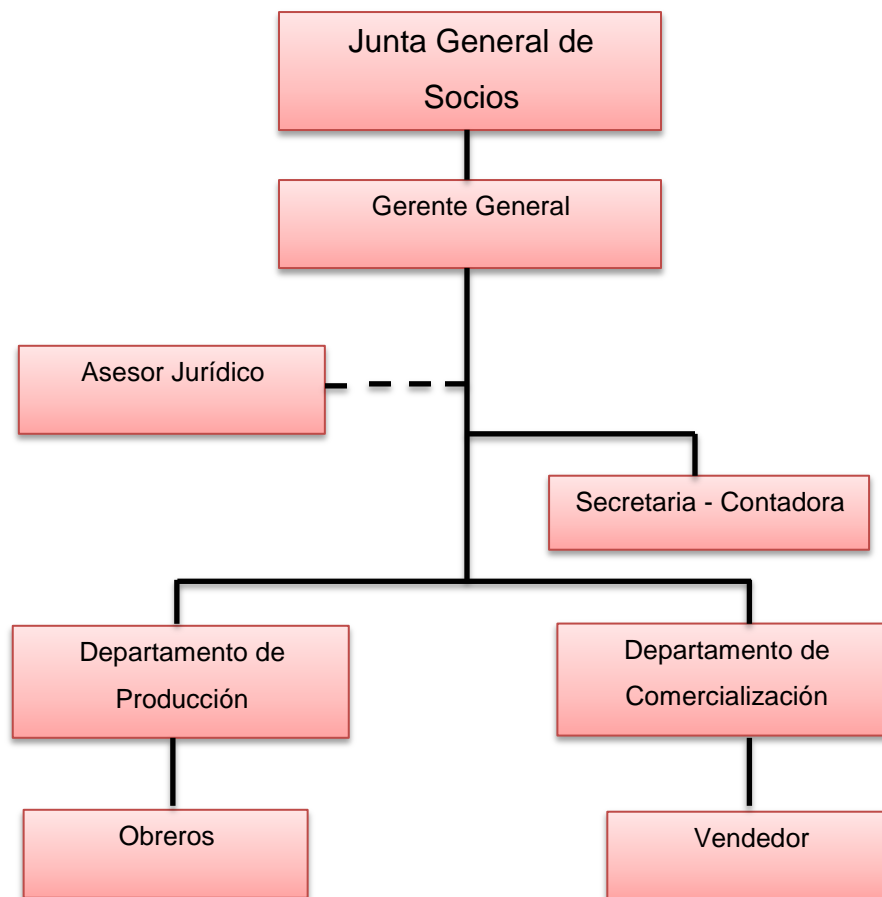 Junta General de
Socios
Gerente General
Asesor Jurídico
Secretaria - Contadora
Departamento de
Producción
Departamento de
Comercialización
Obreros
Vendedor